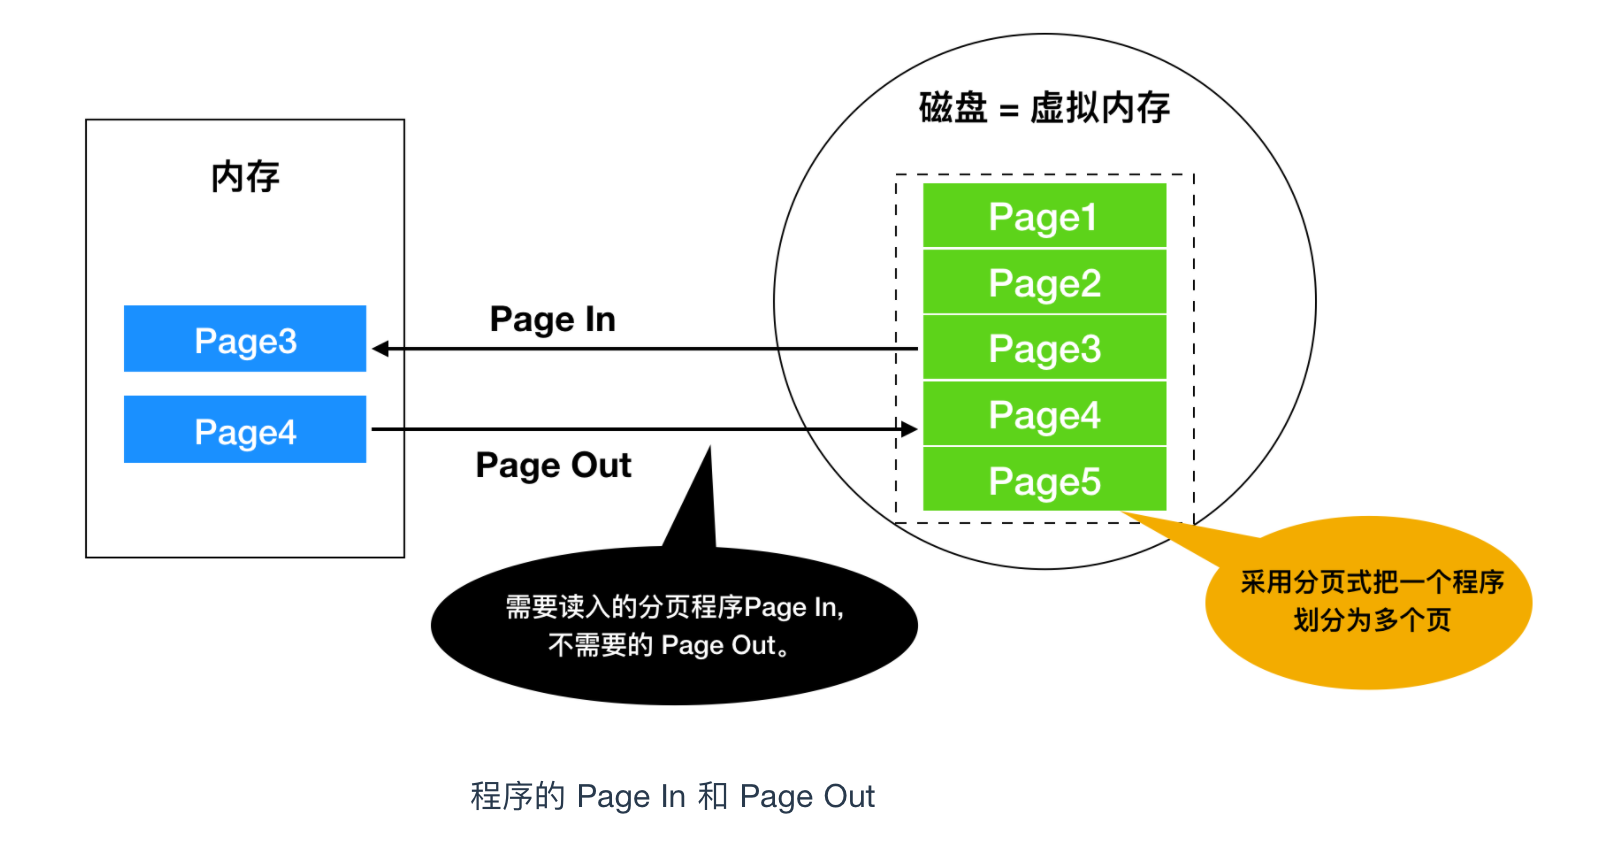 内存
Page3
Page4
Page In
Page Out
磁盘 = 虚拟内存
Page1
Page2
Page3
Page4
Page5
需要读入的分页程序Page In,
不需要的 Page Out。
采用分页式把一个程序
划分为多个页
程序的 Page In 和 Page Out